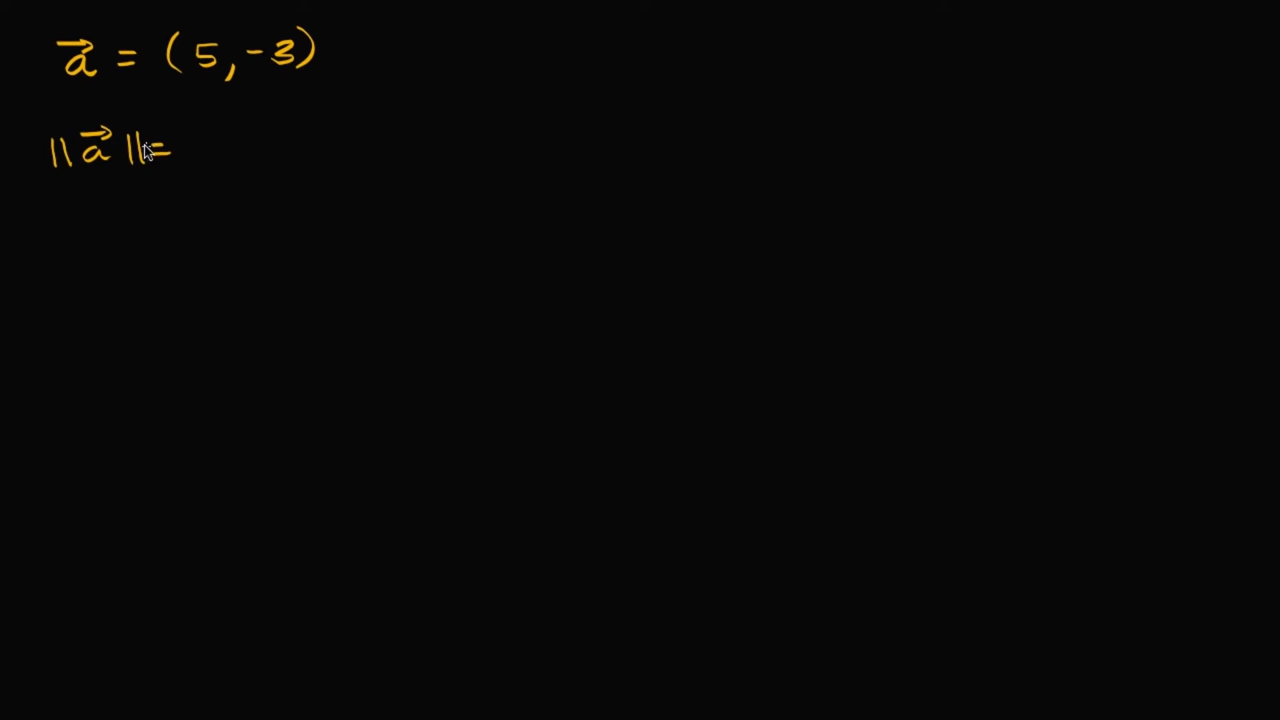 a⃗ = (5, -3)
||a⃗|| =